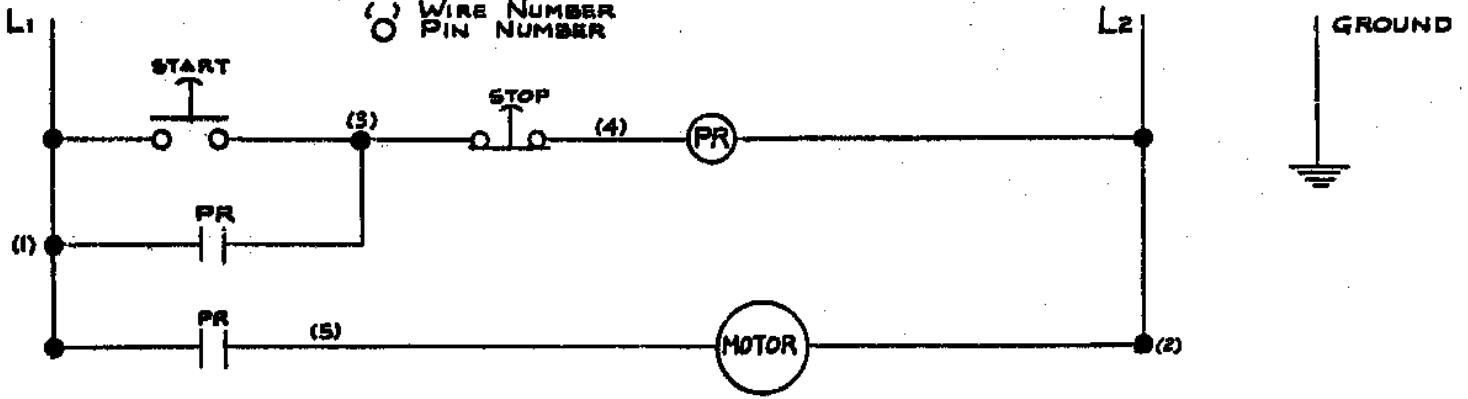 ( ) WIRE NUMBER
PIN NUMBER
L1
L2
GROUND
START
(3)
STOP
(4)
PR
PR
(1)
PR
(5)
MOTOR
(2)